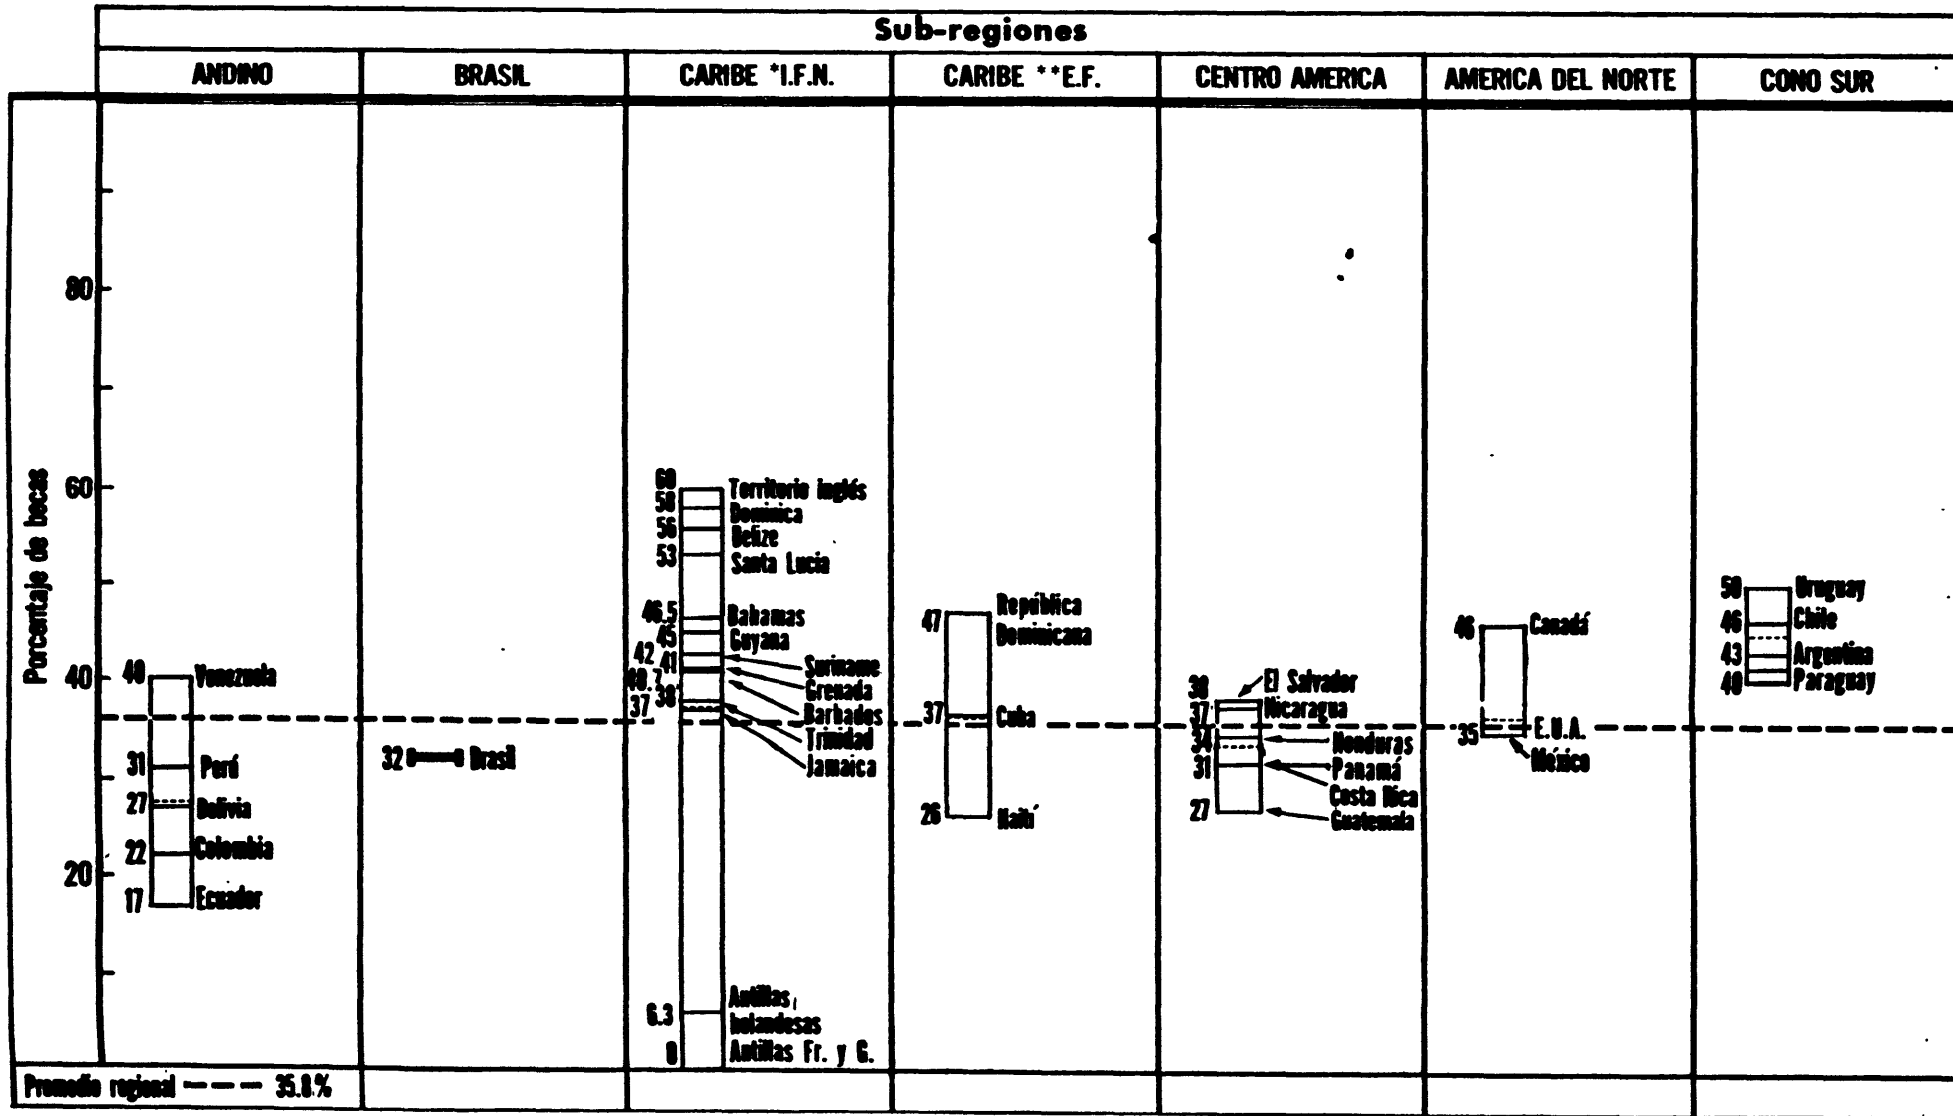 Sub-regiones
ANDINO
BRASIL
CARIBE *I.F.N.
CARIBE **E.F.
CENTRO AMERICA
AMERICA DEL NORTE
CONO SUR
Porcentaje de becas
80
60
40
20
40 Venezuela
31 Perú
27 Bolivia
22 Colombia
17 Ecuador
32 Brasil
60 Territorio inglés
58 Dominica
56 Belize
53 Santa Lucia
46.5 Bahamas
45 Guyana
42 Suriname
41 Grenada
40.7 Barbados
38 Trinidad
37 Jamaica
6.3 Antillas
holandesas
0 Antillas Fr. y G.
47 República
Dominicana
37 Cuba
26 Haití
38 El Salvador
37 Nicaragua
34 Honduras
31 Panamá
Costa Rica
27 Guatemala
46 Canadá
E.U.A.
35 México
50 Uruguay
46 Chile
43 Argentina
40 Paraguay
Promedio regional ---- 35.8.%